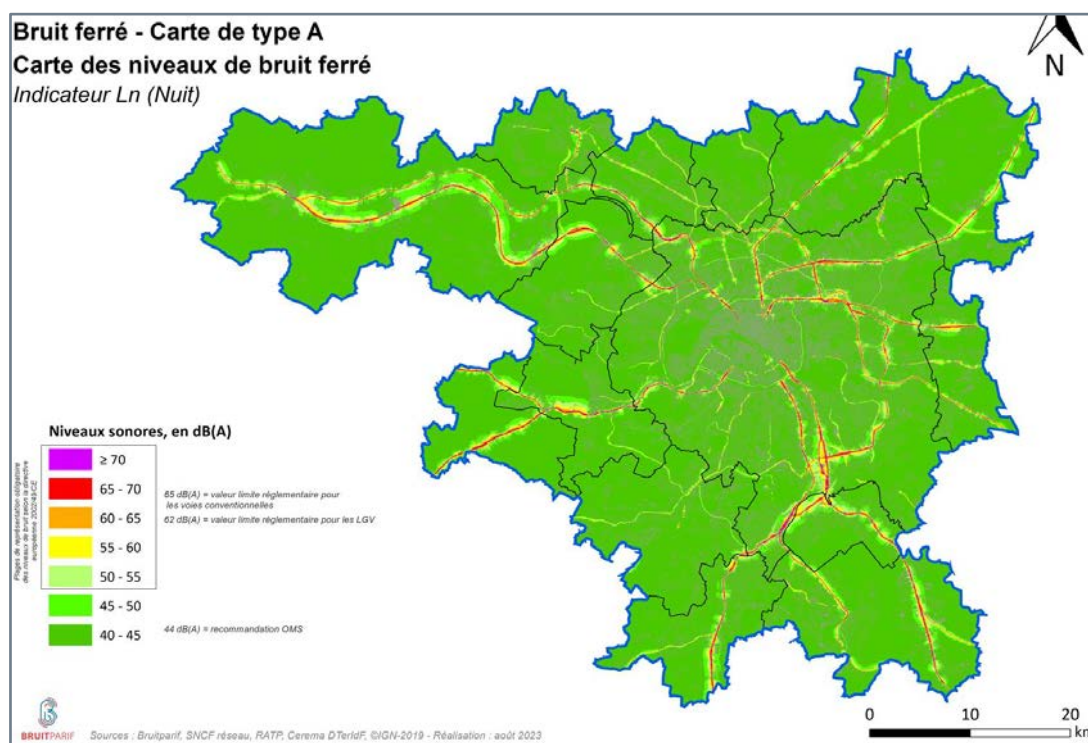 Bruit ferré - Carte de type A
Carte des niveaux de bruit ferré
Indicateur Ln (Nuit)
N
Niveaux sonores, en dB(A)
Plages de représentation obligatoire
des niveaux de bruit selon la directive
européenne 2002/49/CE
≥ 70
65 - 70
60 - 65
55 - 60
50 - 55
45 - 50
40 - 45
65 dB(A) = valeur limite réglementaire pour
les voies conventionnelles
62 dB(A) = valeur limite réglementaire pour les LGV
44 dB(A) = recommandation OMS
BRUITPARIF
Sources : Bruitparif, SNCF réseau, RATP, Cerema DTerIdF, ©IGN-2019 - Réalisation : août 2023
0 10 20
km